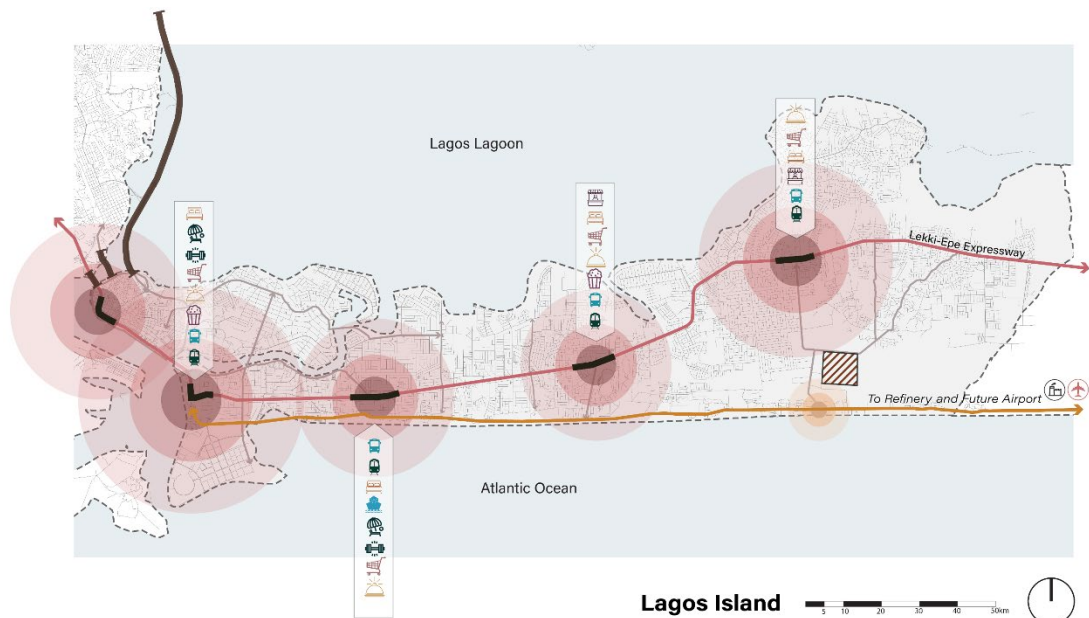 Lagos Lagoon
Lekki-Epe Expressway
To Refinery and Future Airport
Atlantic Ocean
Lagos Island
5 10 20 30 40 50km